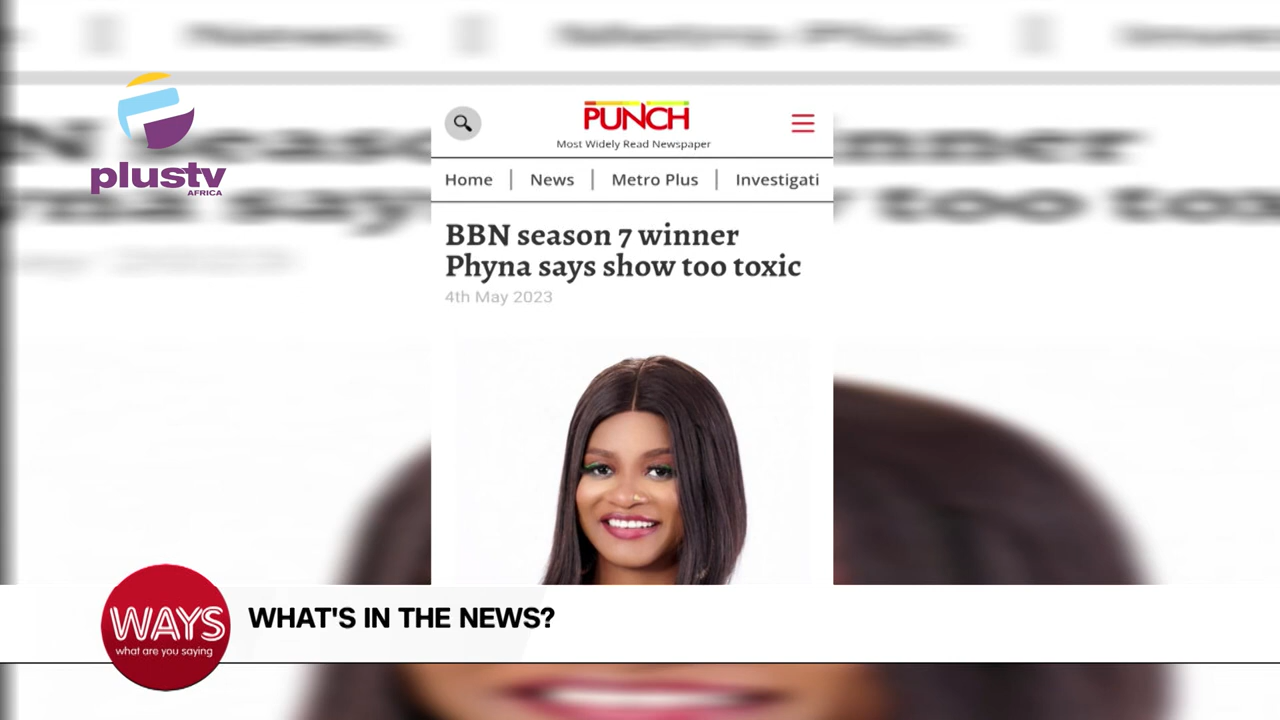 plustv
AFRICA
PUNCH
Most Widely Read Newspaper
Home | News | Metro Plus | Investigati
BBN season 7 winner
Phyna says show too toxic
4th May 2023
WAYS
what are you saying
WHAT'S IN THE NEWS?